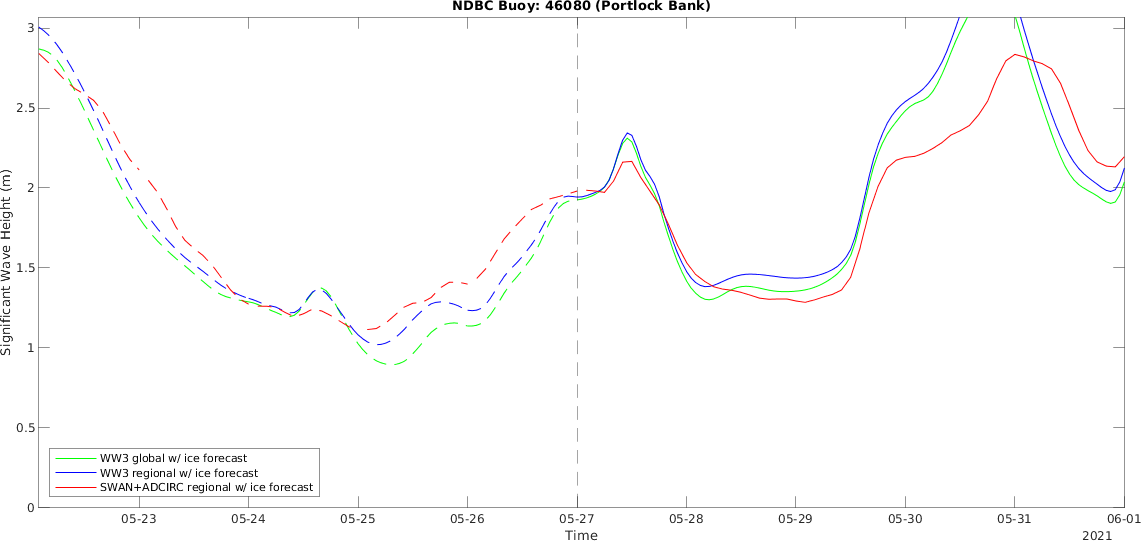 NDBC Buoy: 46080 (Portlock Bank)
3
2.5
2
1.5
1
0.5
0
Significant Wave Height (m)
WW3 global w/ ice forecast
WW3 regional w/ ice forecast
SWAN+ADCIRC regional w/ ice forecast
05-23 05-24 05-25 05-26 05-27 05-28 05-29 05-30 05-31 06-01
Time
2021